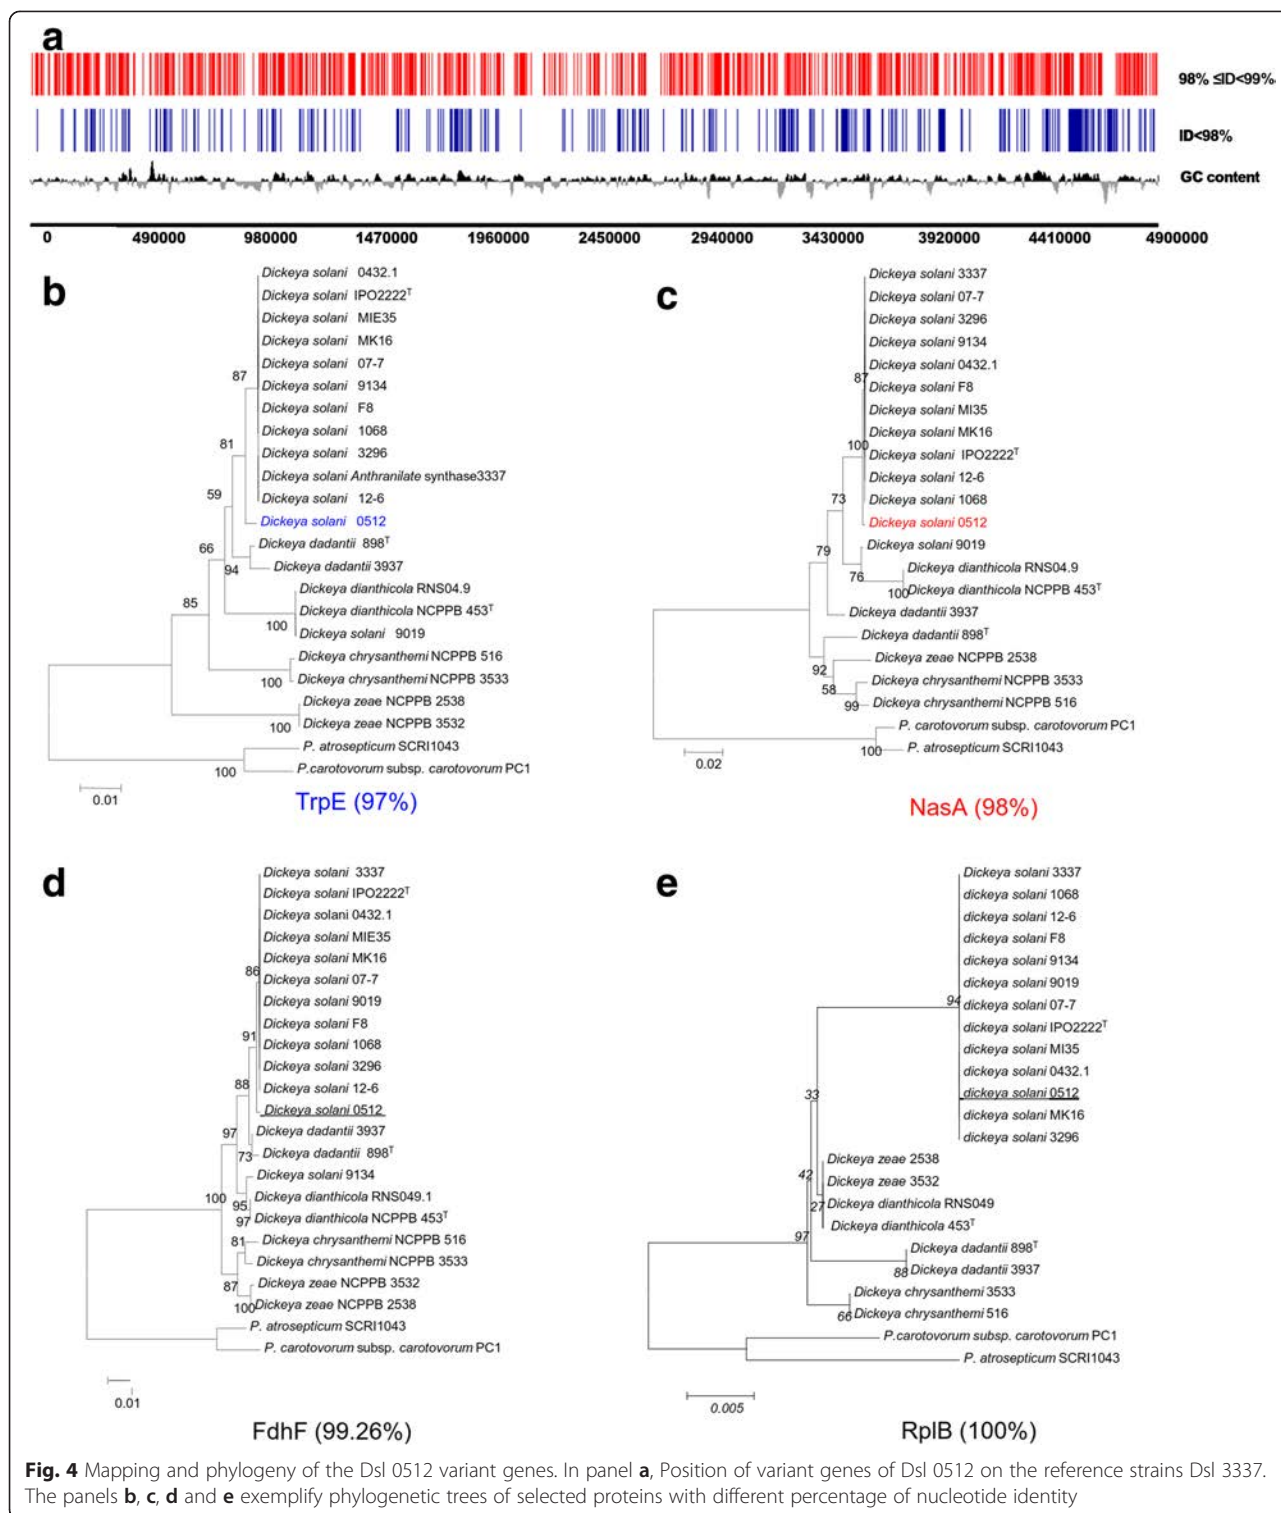 a
98% ≤ID<99%
ID<98%
GC content
0 490000 980000 1470000 1960000 2450000 2940000 3430000 3920000 4410000 4900000
b
Dickeya solani 0432.1
Dickeya solani IPO2222T
Dickeya solani MIE35
Dickeya solani MK16
Dickeya solani 07-7
87
Dickeya solani 9134
Dickeya solani F8
Dickeya solani 1068
81
Dickeya solani 3296
Dickeya solani Anthranilate synthase3337
59
Dickeya solani 12-6
Dickeya solani 0512
66
Dickeya dadantii 898T
94
Dickeya dadantii 3937
Dickeya dianthicola RNS04.9
85
Dickeya dianthicola NCPPB 453T
100
Dickeya solani 9019
Dickeya chrysanthemi NCPPB 516
100
Dickeya chrysanthemi NCPPB 3533
Dickeya zeae NCPPB 2538
100
Dickeya zeae NCPPB 3532
P. atrosepticum SCRI1043
100
P.carotovorum subsp. carotovorum PC1
0.01
TrpE (97%)
c
Dickeya solani 3337
Dickeya solani 07-7
Dickeya solani 3296
Dickeya solani 9134
Dickeya solani 0432.1
87
Dickeya solani F8
Dickeya solani MI35
Dickeya solani MK16
100
Dickeya solani IPO2222T
Dickeya solani 12-6
73
Dickeya solani 1068
Dickeya solani 0512
79
Dickeya solani 9019
76
Dickeya dianthicola RNS04.9
100
Dickeya dianthicola NCPPB 453T
Dickeya dadantii 3937
Dickeya dadantii 898T
92
Dickeya zeae NCPPB 2538
58
Dickeya chrysanthemi NCPPB 3533
99
Dickeya chrysanthemi NCPPB 516
P. carotovorum subsp. carotovorum PC1
100
P. atrosepticum SCRI1043
0.02
NasA (98%)
d
Dickeya solani 3337
Dickeya solani IPO2222T
Dickeya solani 0432.1
Dickeya solani MIE35
Dickeya solani MK16
86
Dickeya solani 07-7
Dickeya solani 9019
Dickeya solani F8
91
Dickeya solani 1068
Dickeya solani 3296
88
Dickeya solani 12-6
Dickeya solani 0512
97
Dickeya dadantii 3937
73
Dickeya dadantii 898T
Dickeya solani 9134
100
Dickeya dianthicola RNS049.1
95
97
Dickeya dianthicola NCPPB 453T
81
Dickeya chrysanthemi NCPPB 516
Dickeya chrysanthemi NCPPB 3533
87
Dickeya zeae NCPPB 3532
100
Dickeya zeae NCPPB 2538
P. atrosepticum SCRI1043
P. carotovorum subsp. carotovorum PC1
0.01
FdhF (99.26%)
e
Dickeya solani 3337
dickeya solani 1068
dickeya solani 12-6
dickeya solani F8
dickeya solani 9134
dickeya solani 9019
94
dickeya solani 07-7
dickeya solani IPO2222T
dickeya solani MI35
dickeya solani 0432.1
33
dickeya solani 0512
dickeya solani MK16
dickeya solani 3296
Dickeya zeae 2538
42
Dickeya zeae 3532
27
Dickeya dianthicola RNS049
Dickeya dianthicola 453T
97
Dickeya dadantii 898T
88
Dickeya dadantii 3937
Dickeya chrysanthemi 3533
66
Dickeya chrysanthemi 516
P.carotovorum subsp. carotovorum PC1
P. atrosepticum SCRI1043
0.005
RplB (100%)
Fig. 4 Mapping and phylogeny of the Dsl 0512 variant genes. In panel a, Position of variant genes of Dsl 0512 on the reference strains Dsl 3337.
The panels b, c, d and e exemplify phylogenetic trees of selected proteins with different percentage of nucleotide identity